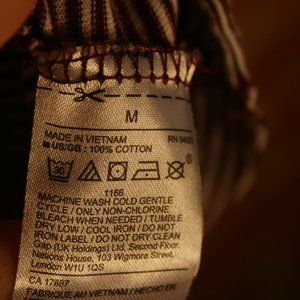 M
MADE IN VIETNAM
US/GB: 100% COTTON
30
1166
MACHINE WASH COLD GENTLE
CYCLE / ONLY NON-CHLORINE
BLEACH WHEN NEEDED / TUMBLE
DRY LOW / COOL IRON / DO NOT
IRON LABEL / DO NOT DRY CLEAN
Gap (UK Holdings) Ltd. Second Floor,
Nations House, 103 Wigmore Street,
London W1U 1QS
CA 17897
FABRIQUÉ AU VIETNAM / HECHO EN